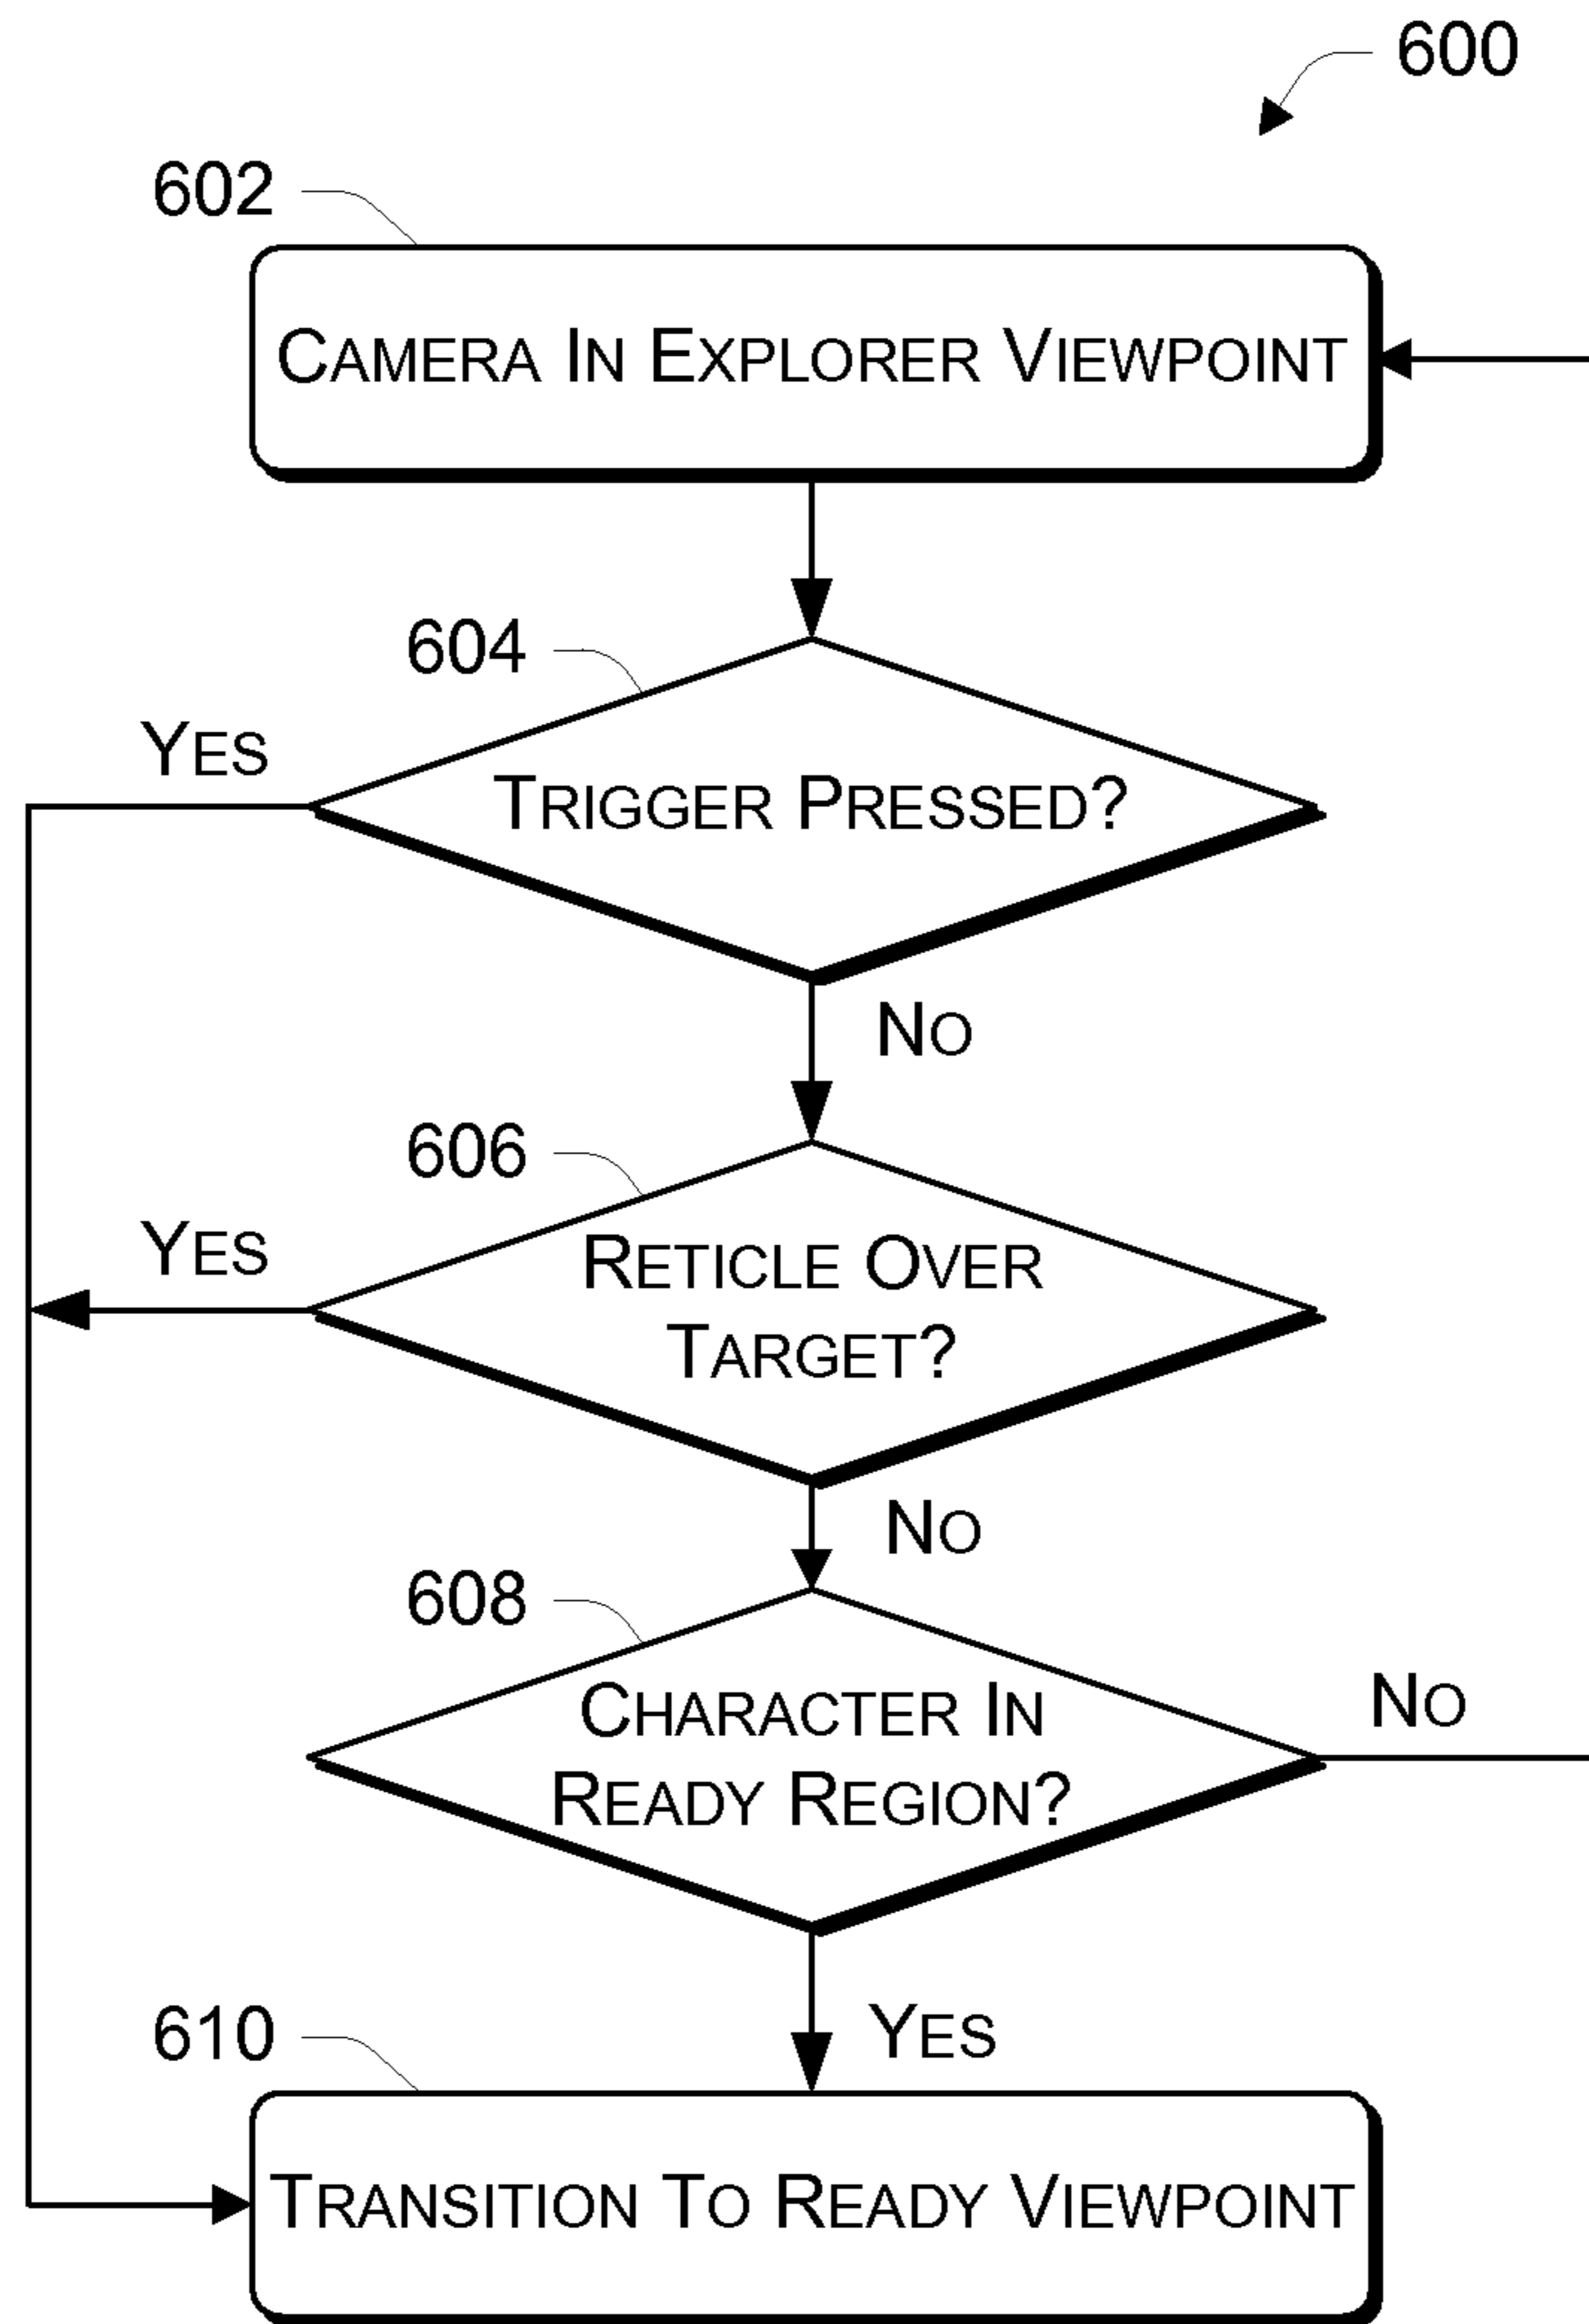 600
602
Camera In Explorer Viewpoint
604
Yes
Trigger Pressed?
No
606
Yes
Reticle Over
Target?
No
608
Character In
Ready Region?
No
610
Yes
Transition To Ready Viewpoint